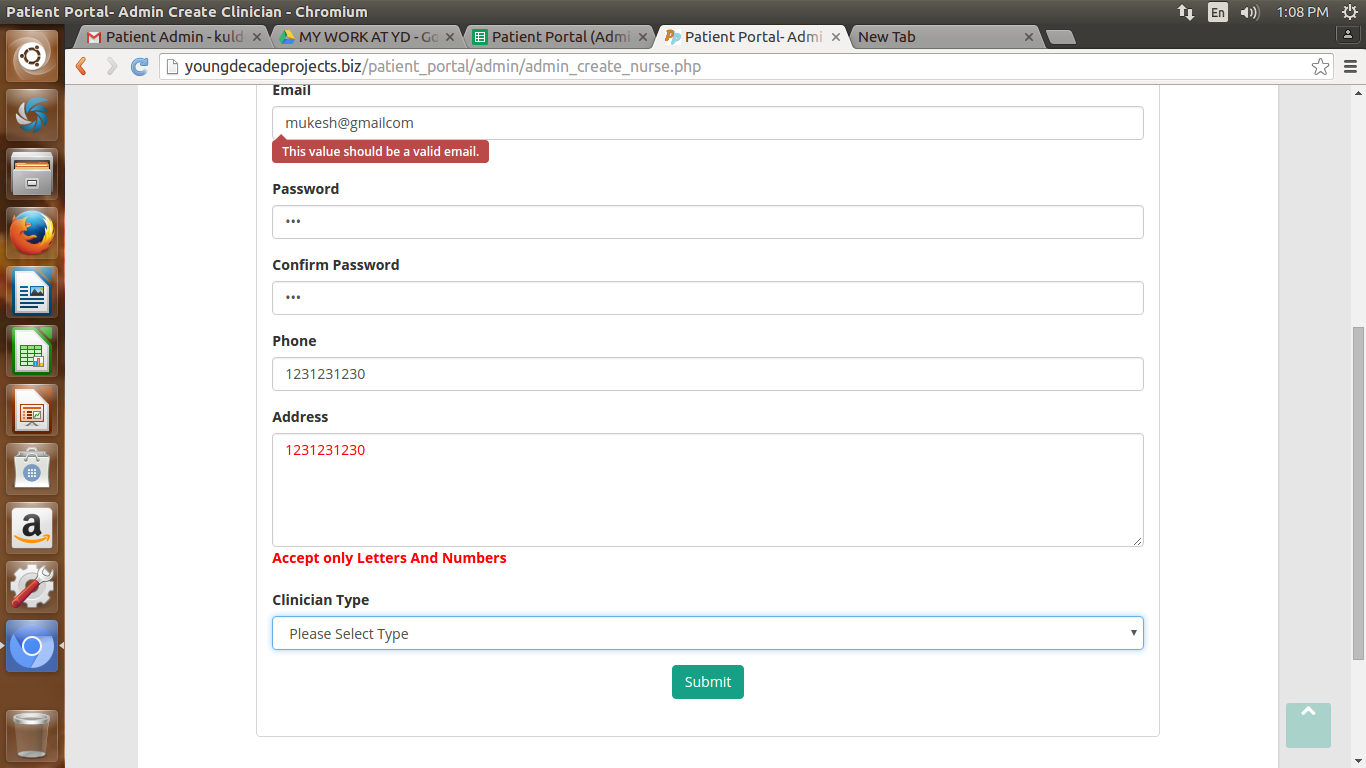 Patient Portal- Admin Create Clinician - Chromium
En
1:08 PM
Patient Admin - kuld
MY WORK AT YD - Go
Patient Portal (Admi
Patient Portal- Admi
New Tab
youngdecadeprojects.biz/patient_portal/admin/admin_create_nurse.php
Email
mukesh@gmailcom
This value should be a valid email.
Password
•••
Confirm Password
•••
Phone
1231231230
Address
1231231230
Accept only Letters And Numbers
Clinician Type
Please Select Type
Submit